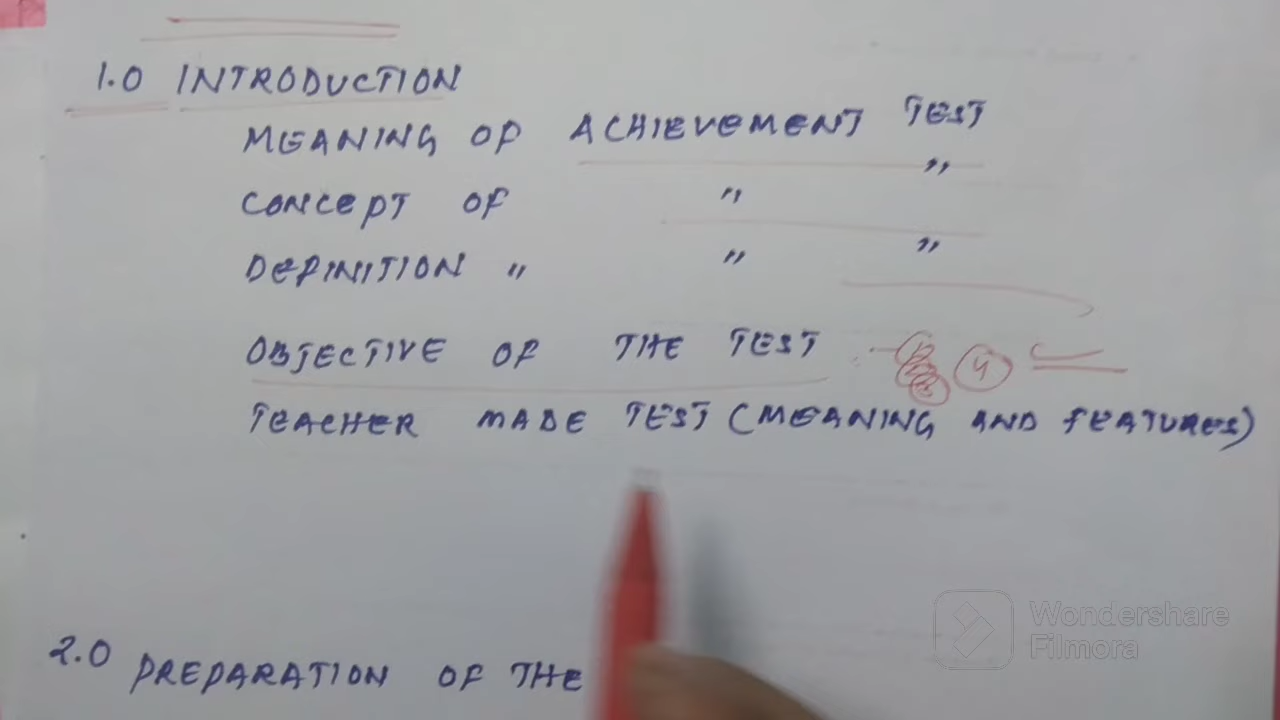 1.0 INTRODUCTION
MEANING OF ACHIEVEMENT TEST
CONCEPT OF " "
DEFINITION " " "
OBJECTIVE OF THE TEST 4
TEACHER MADE TEST (MEANING AND FEATURES)
2.0 PREPARATION OF THE
Wondershare
Filmora